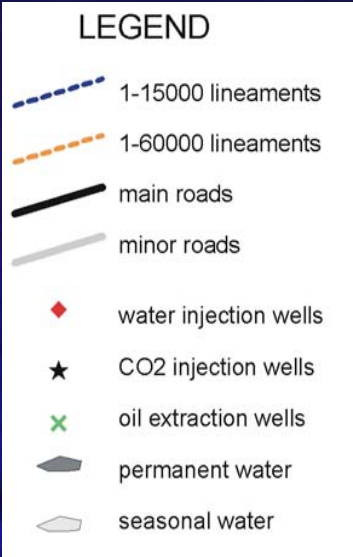 LEGEND
1-15000 lineaments
1-60000 lineaments
main roads
minor roads
water injection wells
CO2 injection wells
oil extraction wells
permanent water
seasonal water